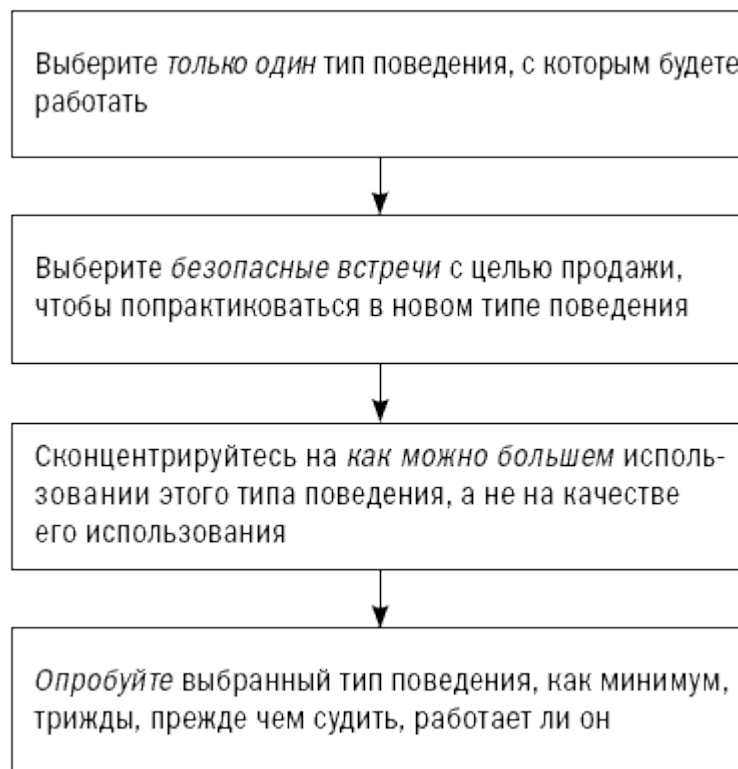 Выберите только один тип поведения, с которым будете
работать
Выберите безопасные встречи с целью продажи,
чтобы попрактиковаться в новом типе поведения
Сконцентрируйтесь на как можно большем исполь-
зовании этого типа поведения, а не на качестве
его использования
Опробуйте выбранный тип поведения, как минимум,
трижды, прежде чем судить, работает ли он